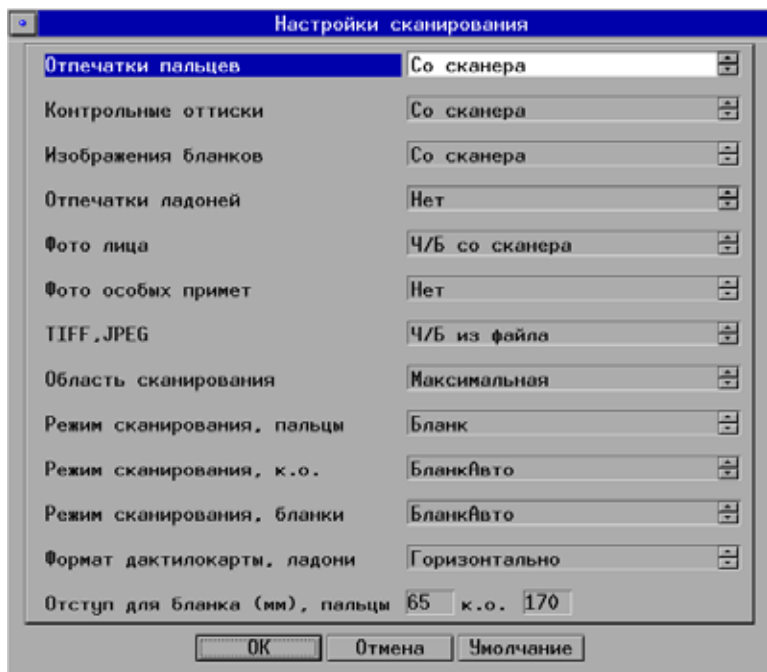 Настройки сканирования
Отпечатки пальцев Со сканера
Контрольные оттиски Со сканера
Изображения бланков Со сканера
Отпечатки ладоней Нет
Фото лица Ч/Б со сканера
Фото особых примет Нет
TIFF,JPEG Ч/Б из файла
Область сканирования Максимальная
Режим сканирования, пальцы Бланк
Режим сканирования, к.о. БланкАвто
Режим сканирования, бланки БланкАвто
Формат дактилокарты, ладони Горизонтально
Отступ для бланка (мм), пальцы 65 к.о. 170
ОК Отмена Умолчание